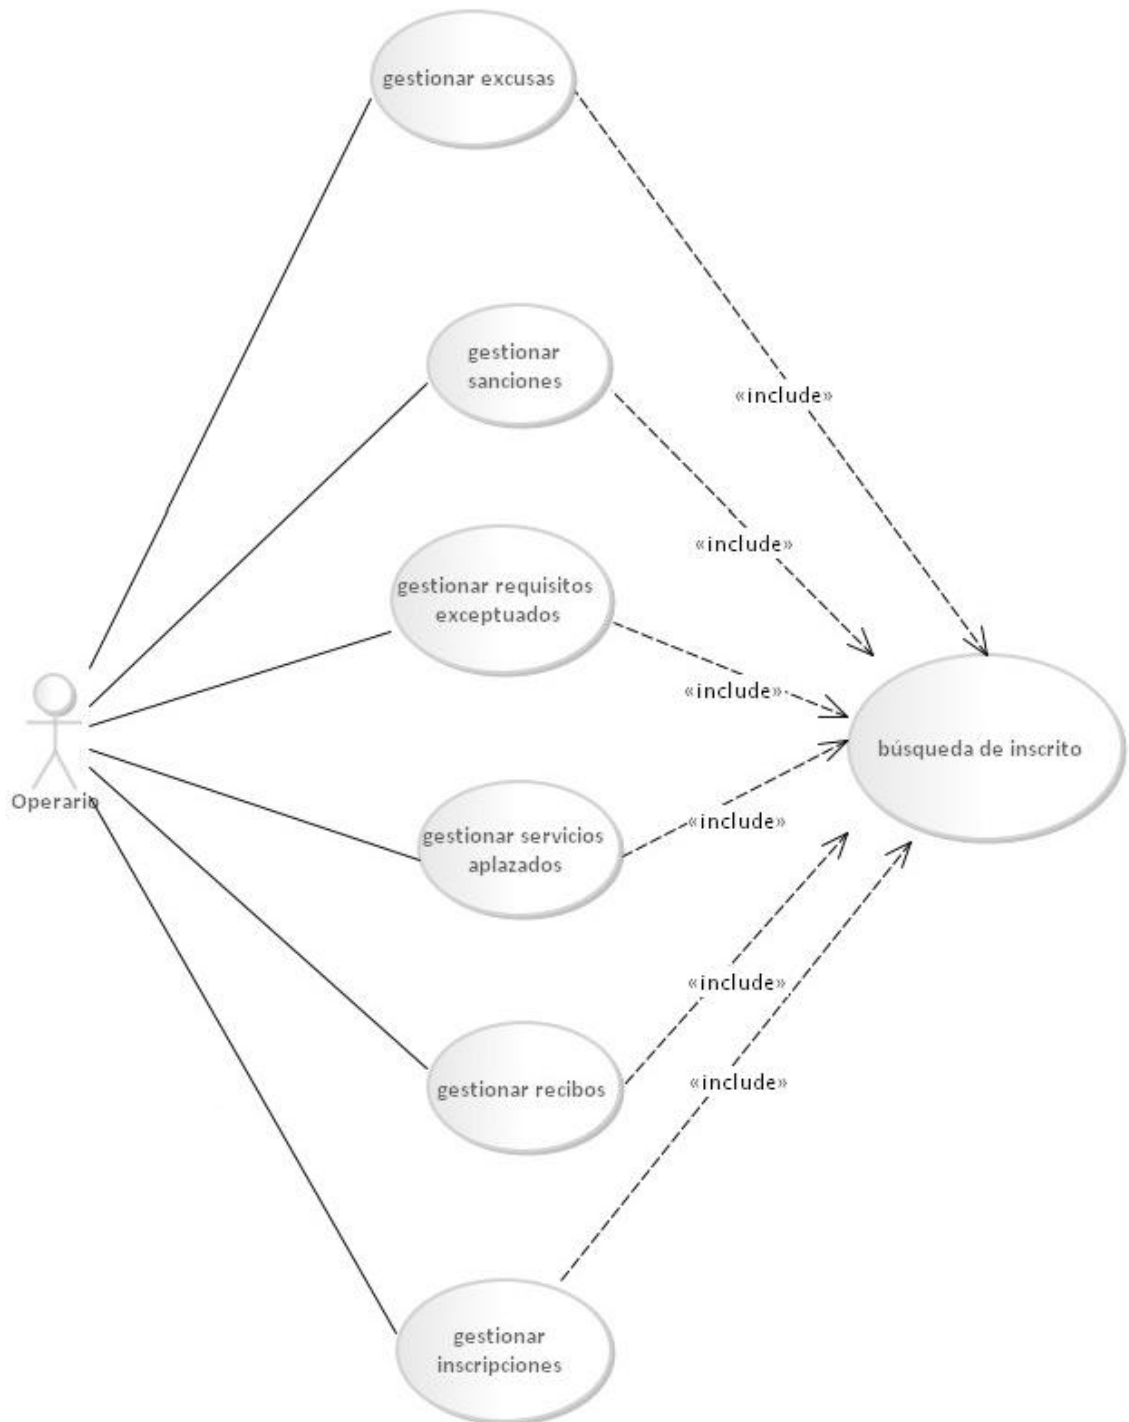 gestionar excusas
«include»
gestionar
sanciones
«include»
gestionar requisitos
exceptuados
«include»
búsqueda de inscrito
Operario
gestionar servicios
aplazados
«include»
«include»
gestionar recibos
«include»
gestionar
inscripciones